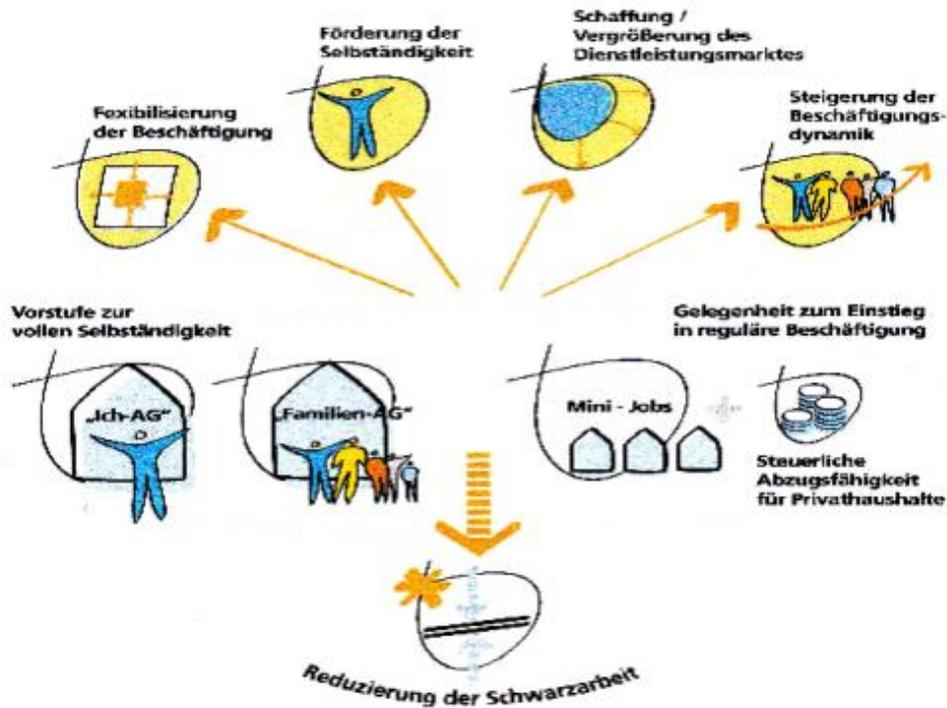 Schaffung /
Vergrößerung des
Dienstleistungsmarktes
Förderung der
Selbständigkeit
Fexibilisierung
der Beschäftigung
Steigerung der
Beschäftigungs-
dynamik
Vorstufe zur
vollen Selbständigkeit
Gelegenheit zum Einstieg
in reguläre Beschäftigung
„Ich-AG“
„Familien-AG“
Mini - Jobs
Steuerliche
Abzugsfähigkeit
für Privathaushalte
Reduzierung der Schwarzarbeit